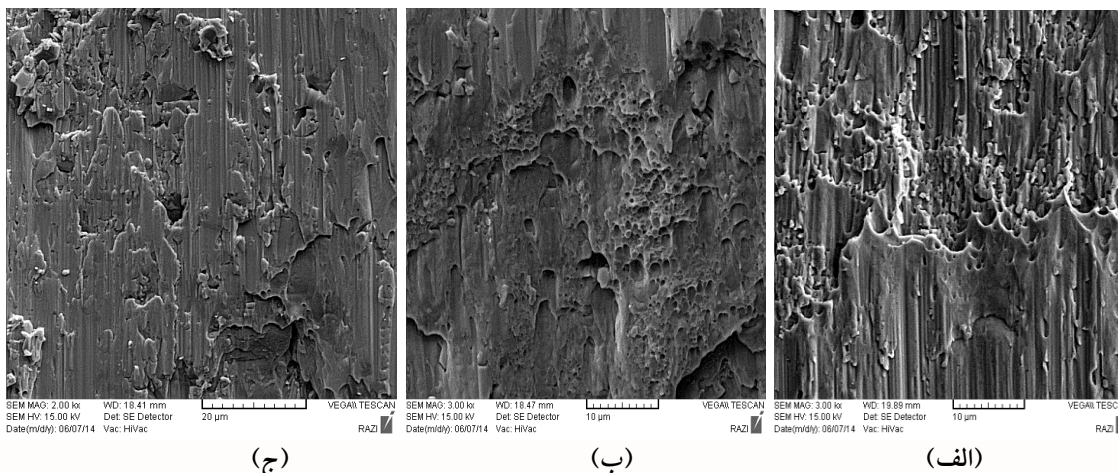 SEM MAG: 2.00 kx WD: 18.41 mm
SEM HV: 15.00 kV Det: SE Detector 20 µm VEGA\\ TESCAN
Date(m/d/y): 06/07/14 Vac: HiVac RAZI
(ج)
SEM MAG: 3.00 kx WD: 18.47 mm
SEM HV: 15.00 kV Det: SE Detector 10 µm VEGA\\ TESCAN
Date(m/d/y): 06/07/14 Vac: HiVac RAZI
(ب)
SEM MAG: 3.00 kx WD: 19.89 mm
SEM HV: 15.00 kV Det: SE Detector 10 µm VEGA\\ TESC
Date(m/d/y): 06/07/14 Vac: HiVac RAZI
(الف)